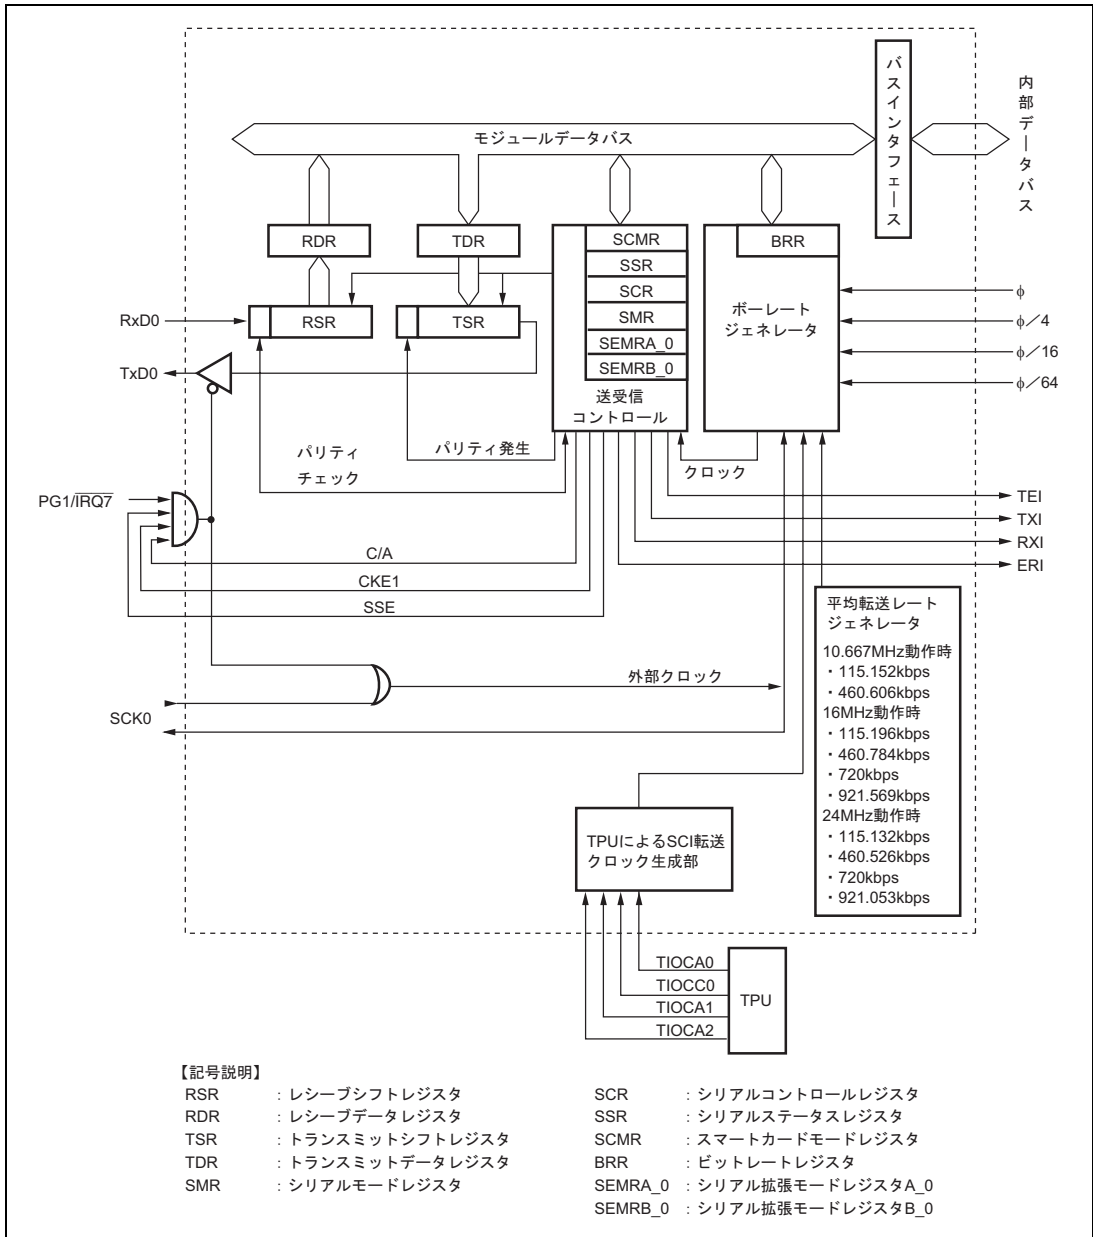 バスインタフェース
内部データバス
モジュールデータバス
RDR
TDR
SCMR
BRR
SSR
SCR
SMR
SEMRA_0
SEMRB_0
送受信
コントロール
ボーレート
ジェネレータ
φ
φ／4
φ／16
φ／64
RxD0
RSR
TSR
TxD0
パリティ
チェック
パリティ発生
クロック
PG1/IRQ7
TEI
TXI
RXI
ERI
C/A
CKE1
SSE
平均転送レート
ジェネレータ
10.667MHz動作時
・115.152kbps
・460.606kbps
16MHz動作時
・115.196kbps
・460.784kbps
・720kbps
・921.569kbps
24MHz動作時
・115.132kbps
・460.526kbps
・720kbps
・921.053kbps
外部クロック
SCK0
TPUによるSCI転送
クロック生成部
TIOCA0
TIOCC0
TIOCA1
TIOCA2
TPU
【記号説明】
RSR ：レシーブシフトレジスタ
RDR ：レシーブデータレジスタ
TSR ：トランスミットシフトレジスタ
TDR ：トランスミットデータレジスタ
SMR ：シリアルモードレジスタ
SCR ：シリアルコントロールレジスタ
SSR ：シリアルステータスレジスタ
SCMR ：スマートカードモードレジスタ
BRR ：ビットレートレジスタ
SEMRA_0 ：シリアル拡張モードレジスタA_0
SEMRB_0 ：シリアル拡張モードレジスタB_0